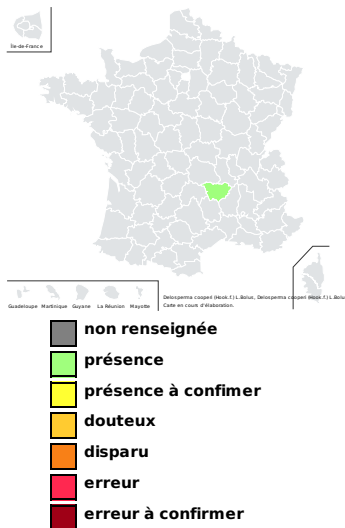 Île-de-France
Guadeloupe Martinique Guyane La Réunion Mayotte
Delosperma cooperi (Hook.f.) L.Bolus, Delosperma cooperi (Hook.f.) L.Bolu
Carte en cours d'élaboration.
non renseignée
présence
présence à confimer
douteux
disparu
erreur
erreur à confirmer